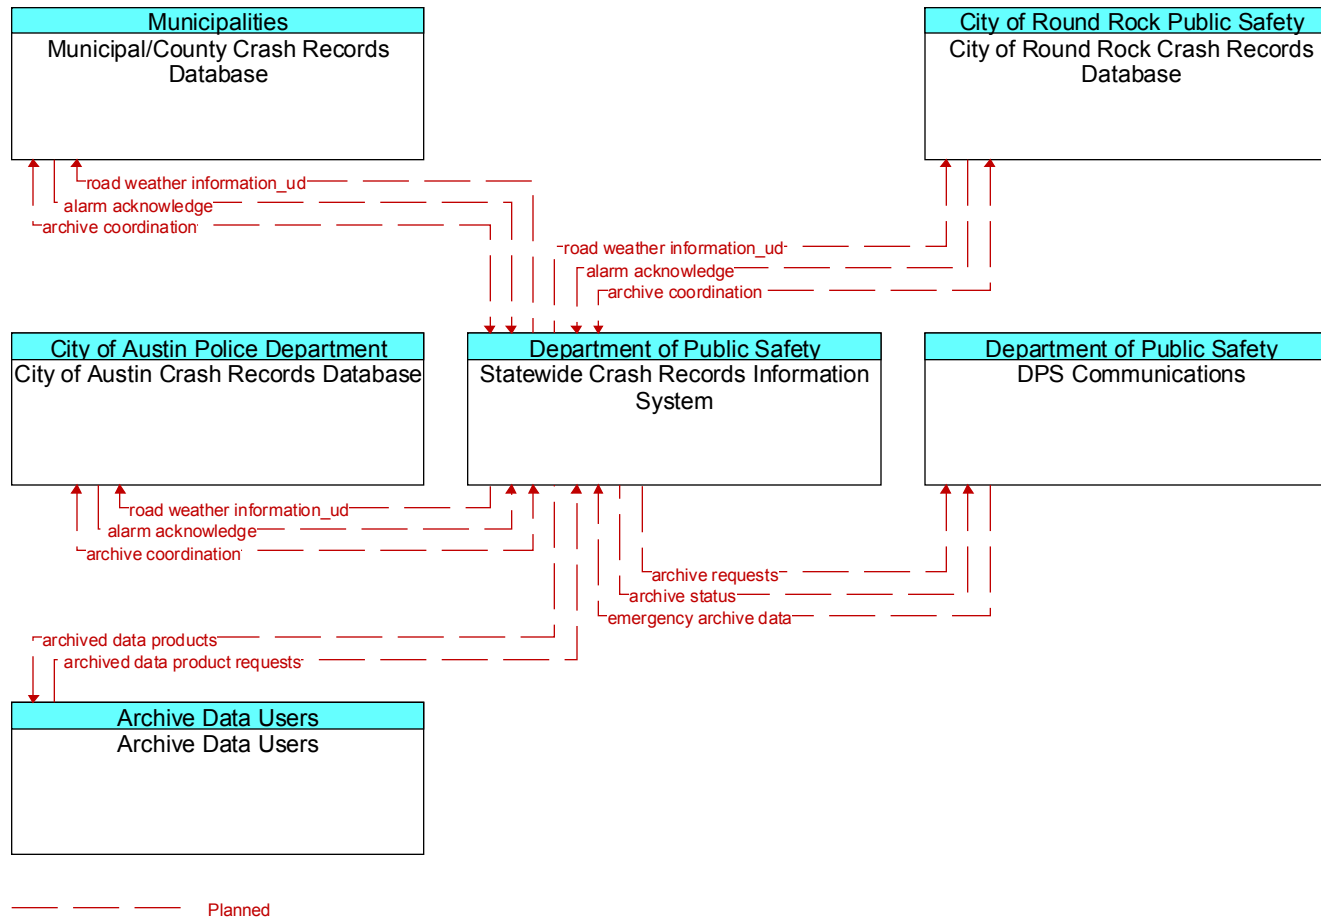 Municipalities
Municipal/County Crash Records
Database
City of Round Rock Public Safety
City of Round Rock Crash Records
Database
road weather information_ud
alarm acknowledge
archive coordination
road weather information_ud
alarm acknowledge
archive coordination
City of Austin Police Department
City of Austin Crash Records Database
Department of Public Safety
Statewide Crash Records Information
System
Department of Public Safety
DPS Communications
road weather information_ud
alarm acknowledge
archive coordination
archive requests
archive status
emergency archive data
archived data products
archived data product requests
Archive Data Users
Archive Data Users
Planned